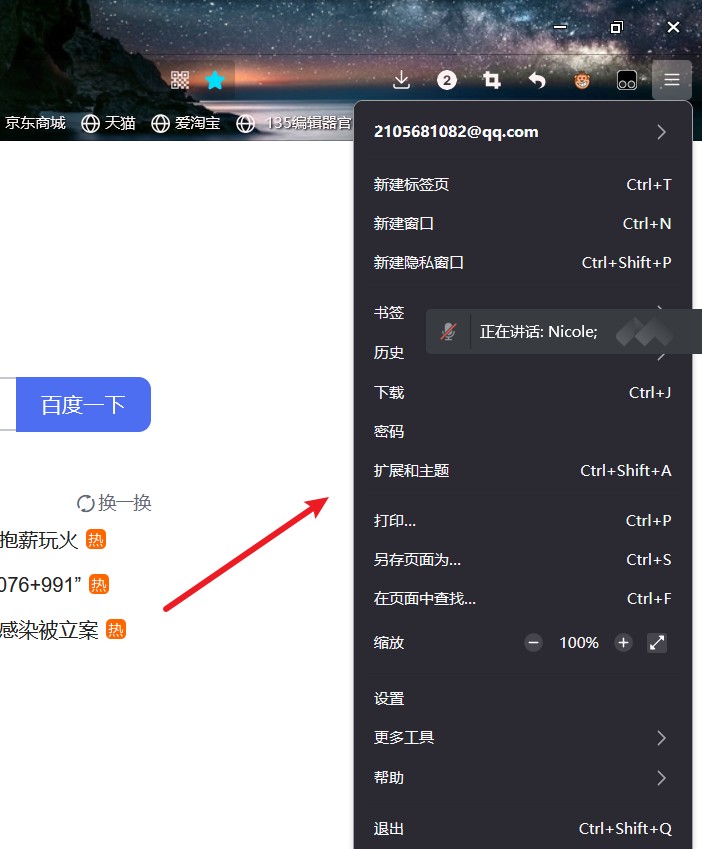 2
京东商城 天猫 爱淘宝 135编辑器官
2105681082@qq.com
新建标签页 Ctrl+T
新建窗口 Ctrl+N
新建隐私窗口 Ctrl+Shift+P
书签
正在讲话: Nicole;
历史
下载 Ctrl+J
百度一下
密码
扩展和主题 Ctrl+Shift+A
换一换
打印... Ctrl+P
抱薪玩火 热
另存页面为... Ctrl+S
076+991” 热
在页面中查找... Ctrl+F
感染被立案 热
缩放 − 100% +
设置
更多工具
帮助
退出 Ctrl+Shift+Q